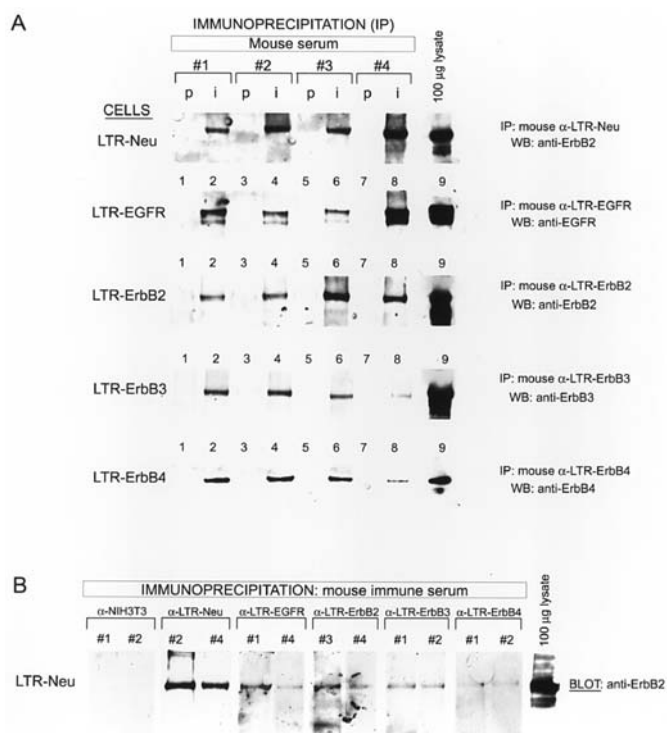 A
IMMUNOPRECIPITATION (IP)
Mouse serum
#1 #2 #3 #4
100 µg lysate
p i p i p i p i
CELLS
LTR-Neu
IP: mouse α-LTR-Neu
WB: anti-ErbB2
1 2 3 4 5 6 7 8 9
LTR-EGFR
IP: mouse α-LTR-EGFR
WB: anti-EGFR
1 2 3 4 5 6 7 8 9
LTR-ErbB2
IP: mouse α-LTR-ErbB2
WB: anti-ErbB2
1 2 3 4 5 6 7 8 9
LTR-ErbB3
IP: mouse α-LTR-ErbB3
WB: anti-ErbB3
1 2 3 4 5 6 7 8 9
LTR-ErbB4
IP: mouse α-LTR-ErbB4
WB: anti-ErbB4
B
IMMUNOPRECIPITATION: mouse immune serum
α-NIH3T3 α-LTR-Neu α-LTR-EGFR α-LTR-ErbB2 α-LTR-ErbB3 α-LTR-ErbB4
100 µg lysate
#1 #2 #2 #4 #1 #4 #3 #4 #1 #2 #1 #2
LTR-Neu
BLOT: anti-ErbB2